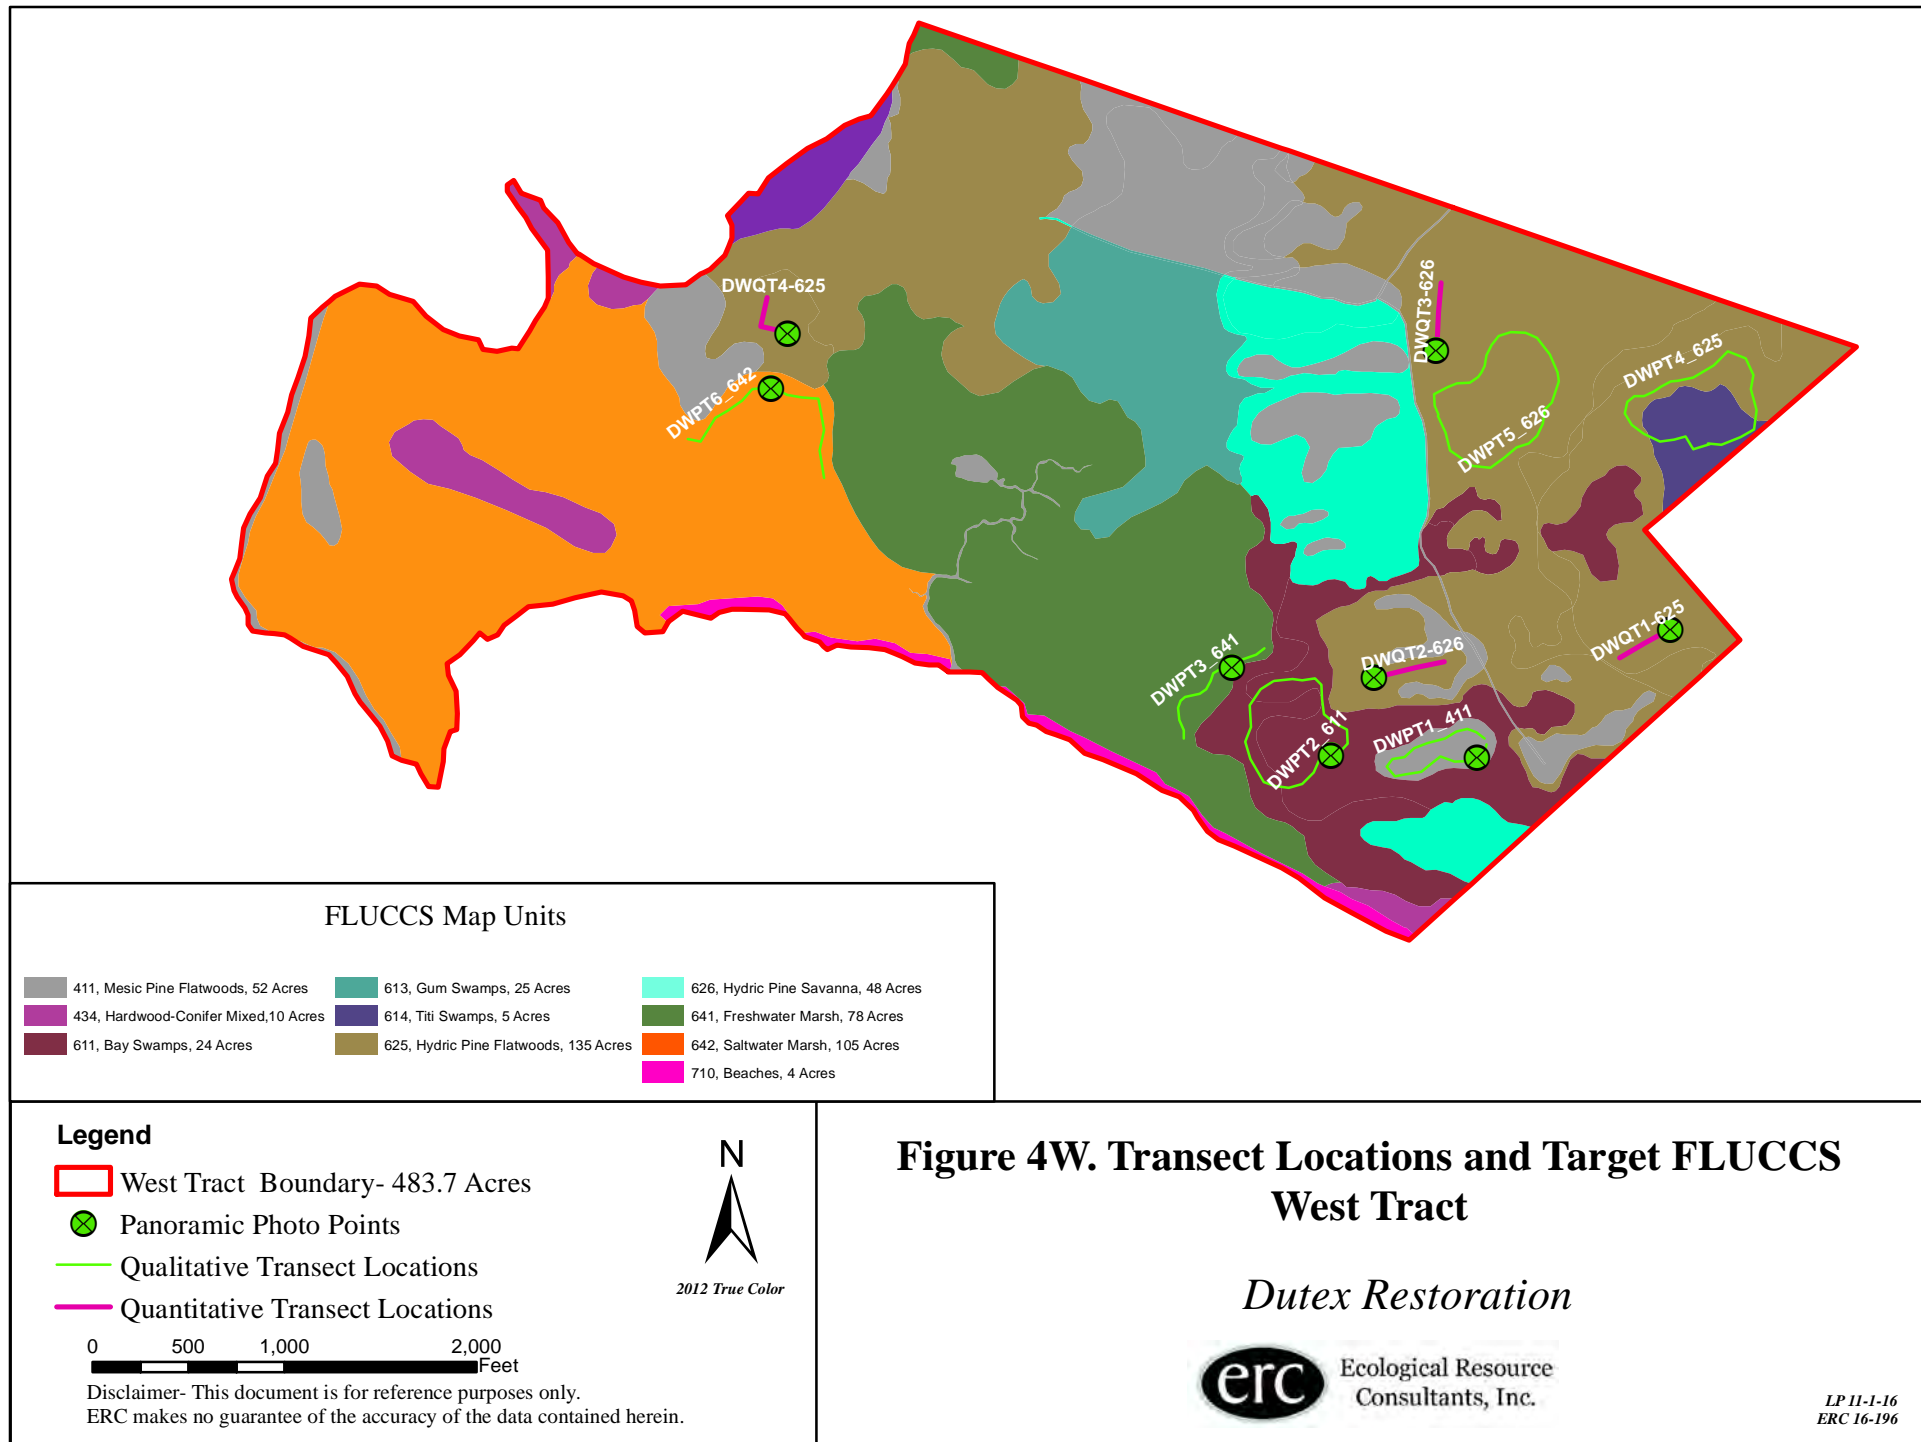 DWQT4-625
DWPT6_642
DWQT3-626
DWPT4_625
DWPT5_626
DWQT1-625
DWQT2-626
DWPT3_641
DWPT2_611
DWPT1_411
FLUCCS Map Units
411, Mesic Pine Flatwoods, 52 Acres
434, Hardwood-Conifer Mixed,10 Acres
611, Bay Swamps, 24 Acres
613, Gum Swamps, 25 Acres
614, Titi Swamps, 5 Acres
625, Hydric Pine Flatwoods, 135 Acres
626, Hydric Pine Savanna, 48 Acres
641, Freshwater Marsh, 78 Acres
642, Saltwater Marsh, 105 Acres
710, Beaches, 4 Acres
Legend
West Tract Boundary- 483.7 Acres
Panoramic Photo Points
Qualitative Transect Locations
Quantitative Transect Locations
0 500 1,000 2,000
Feet
Disclaimer- This document is for reference purposes only.
ERC makes no guarantee of the accuracy of the data contained herein.
N
2012 True Color
Figure 4W. Transect Locations and Target FLUCCS
West Tract
Dutex Restoration
erc
Ecological Resource
Consultants, Inc.
LP 11-1-16
ERC 16-196